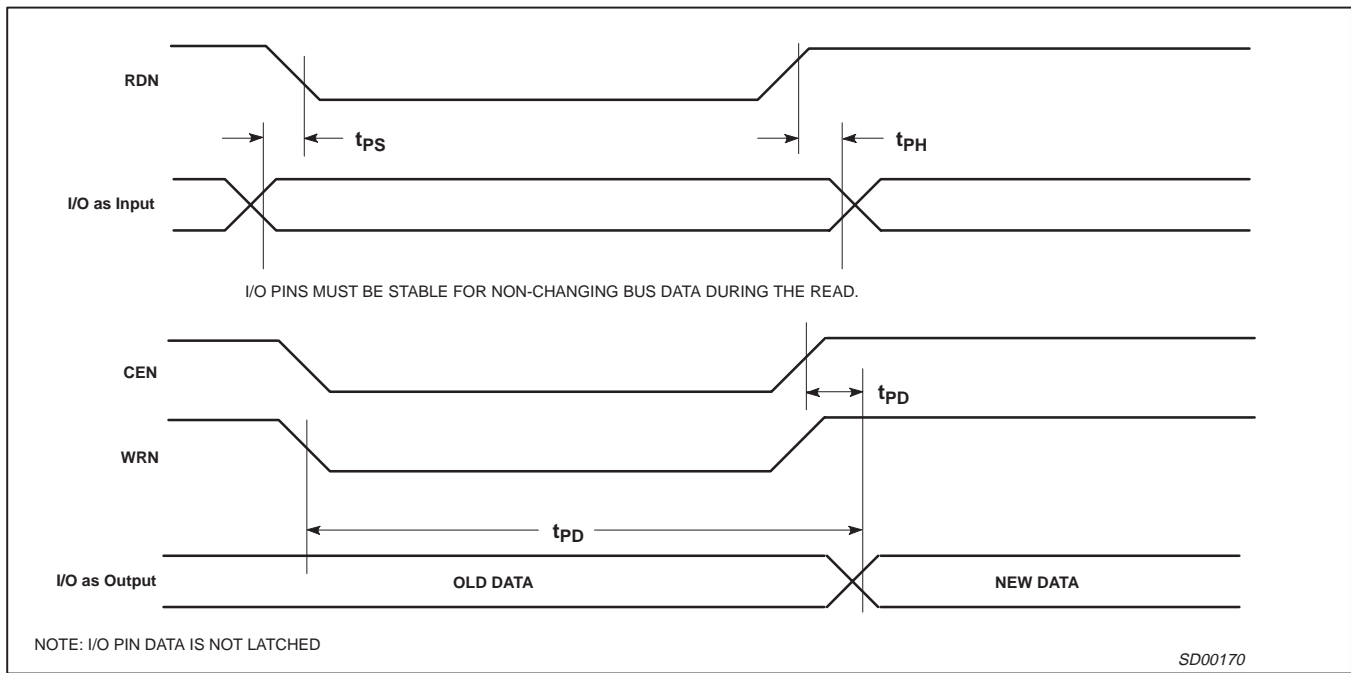 RDN
tPS
tPH
I/O as Input
I/O PINS MUST BE STABLE FOR NON-CHANGING BUS DATA DURING THE READ.
CEN
tPD
WRN
tPD
I/O as Output
OLD DATA
NEW DATA
NOTE: I/O PIN DATA IS NOT LATCHED
SD00170